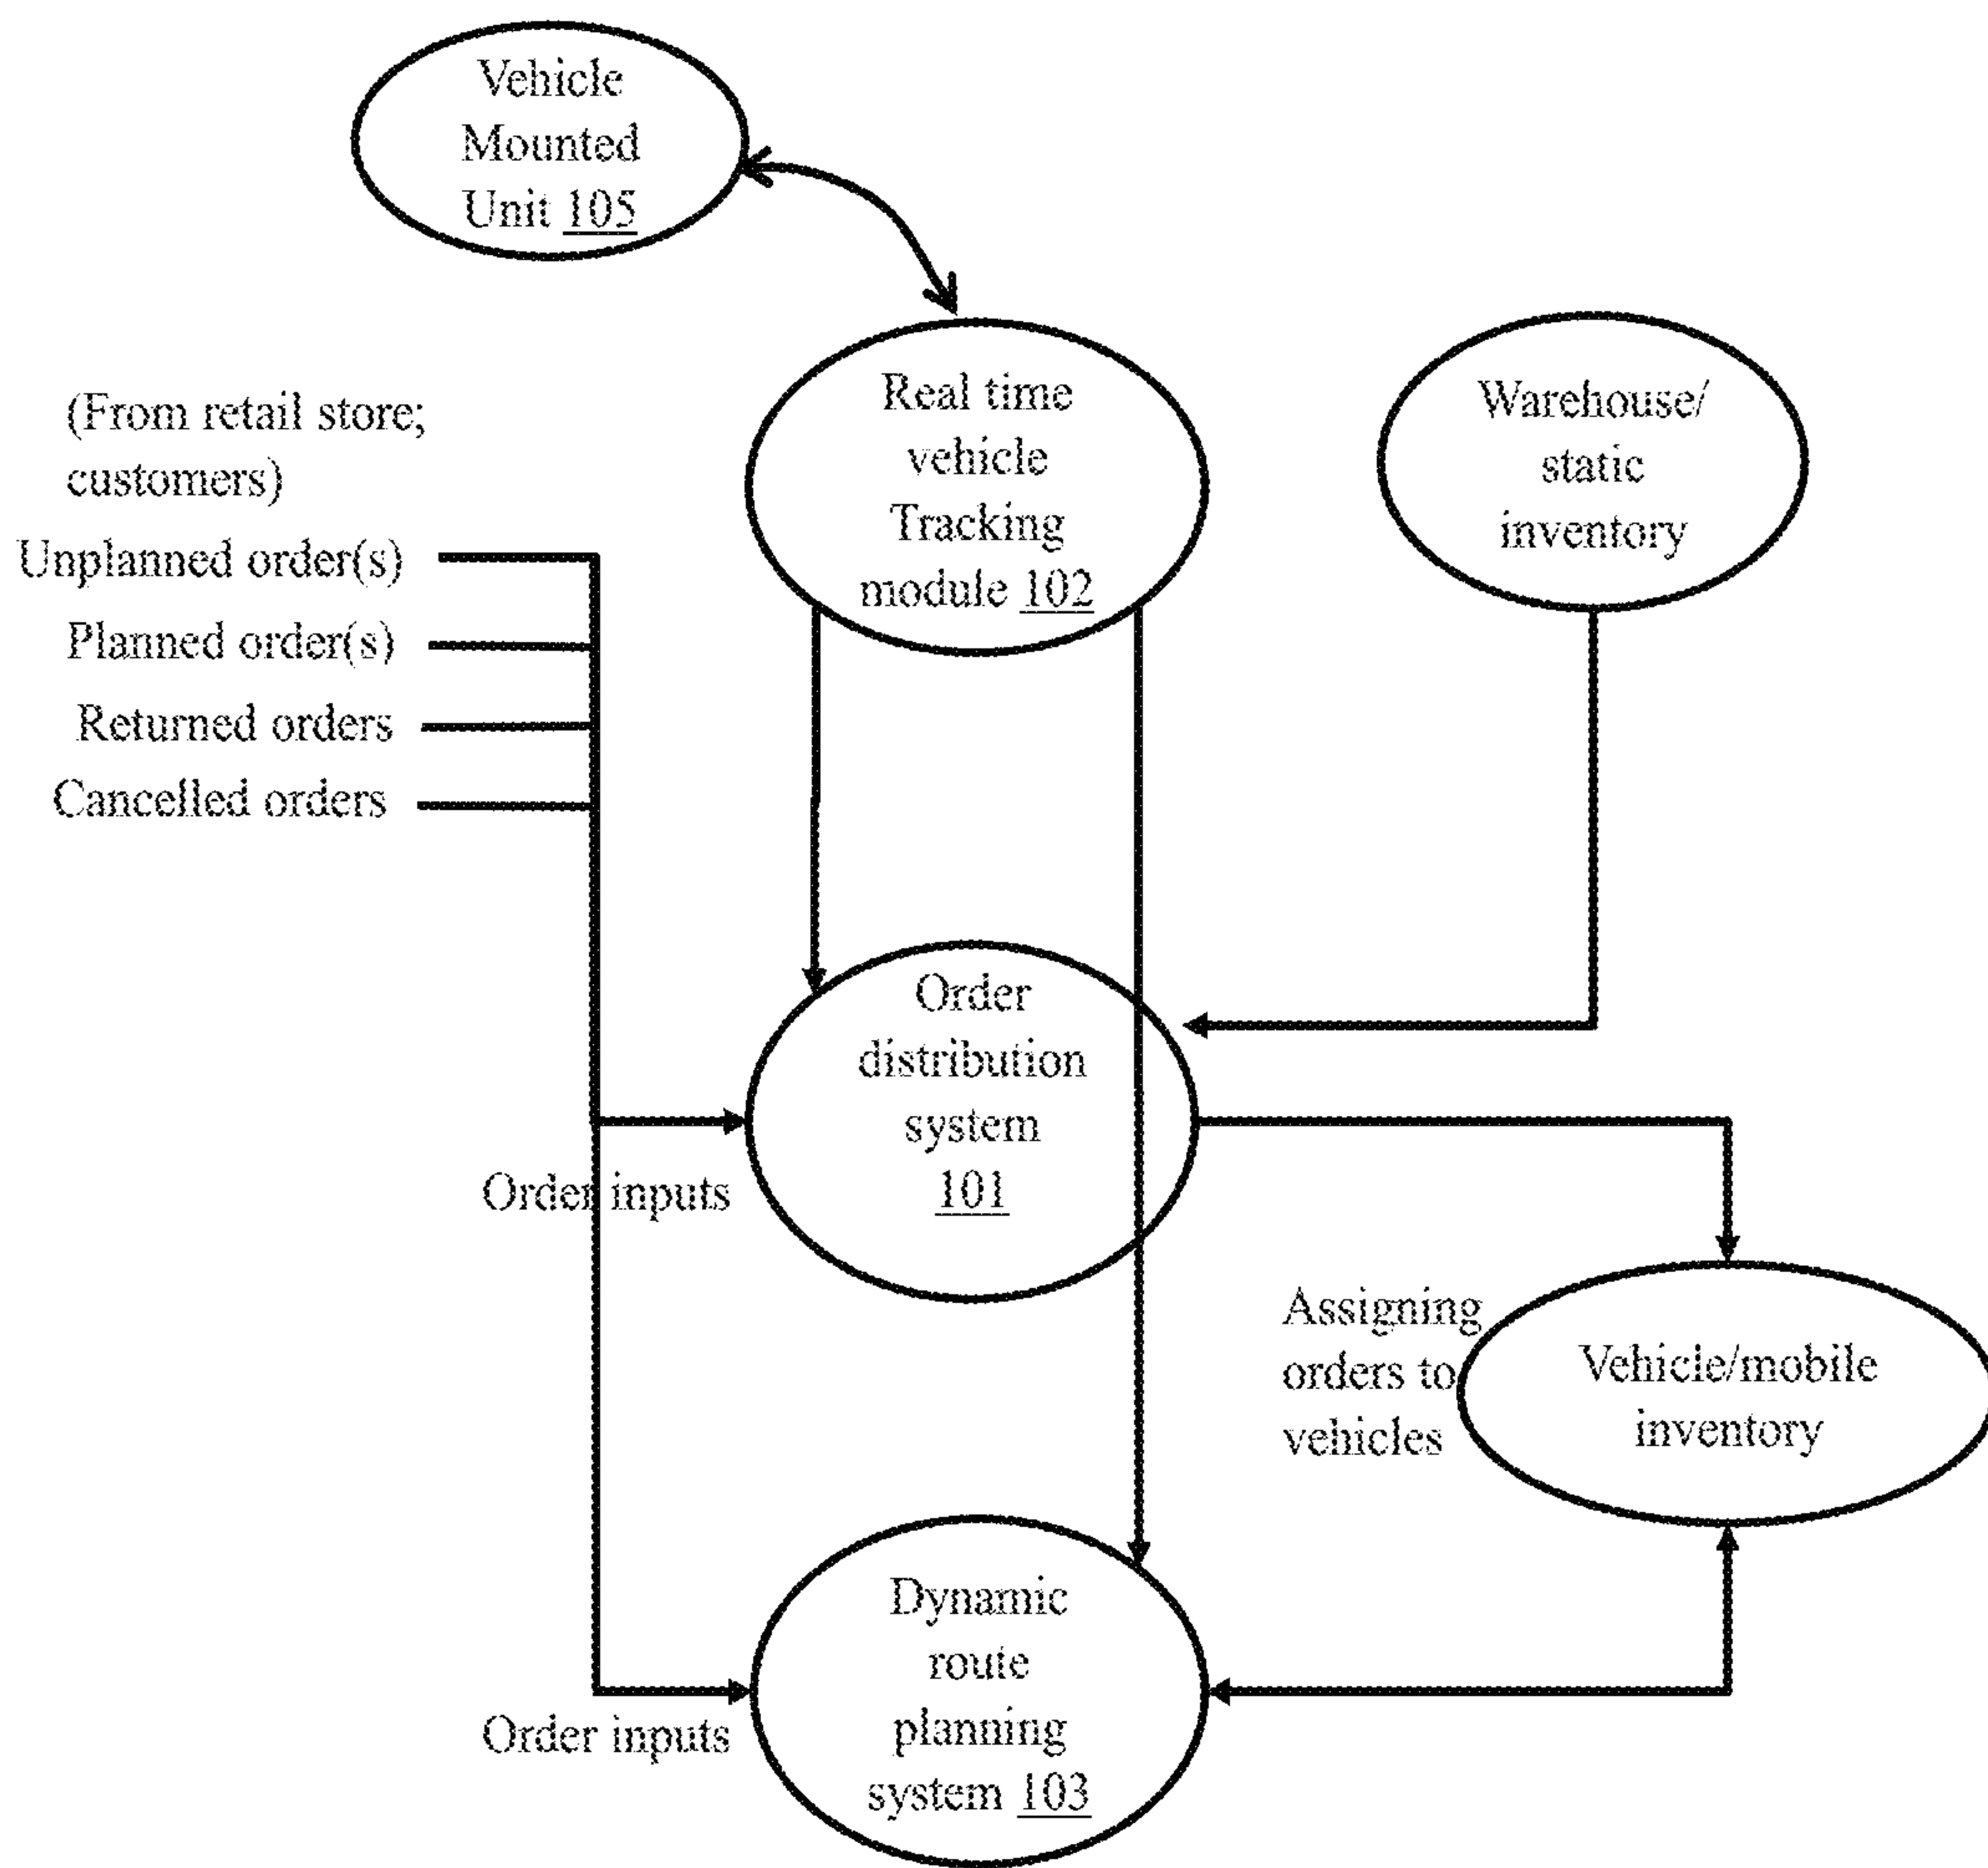 Vehicle
Mounted
Unit 105
Real time
vehicle
Tracking
module 102
Warehouse/
static
inventory
(From retail store;
customers)
Unplanned order(s)
Planned order(s)
Returned orders
Cancelled orders
Order
distribution
system
101
Order inputs
Assigning
orders to
vehicles
Vehicle/mobile
inventory
Dynamic
route
planning
system 103
Order inputs